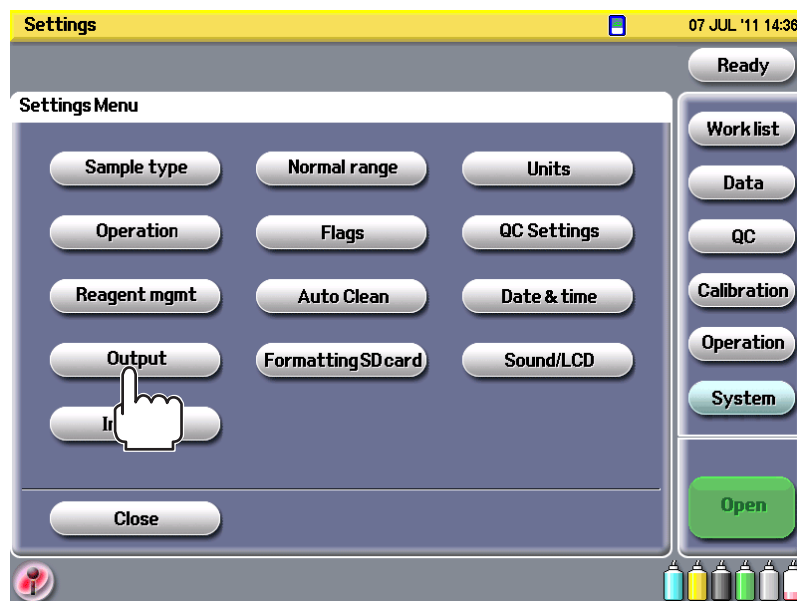 Settings
07 JUL '11 14:36
Ready
Settings Menu
Work list
Sample type
Normal range
Units
Data
Operation
Flags
QC Settings
QC
Reagent mgmt
Auto Clean
Date & time
Calibration
Output
Formatting SD card
Sound/LCD
Operation
System
Open
Close